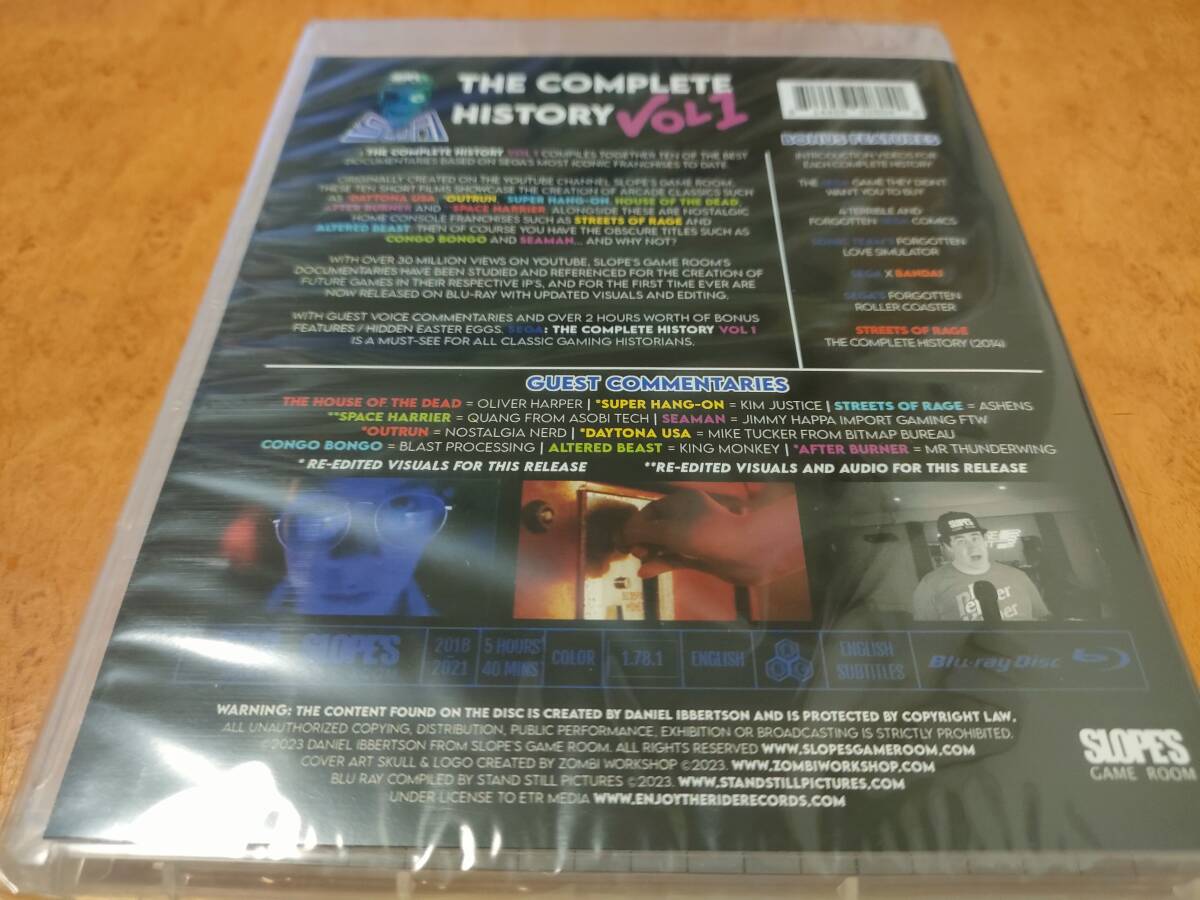 THE COMPLETE
HISTORY VOL 1
SEGA: THE COMPLETE HISTORY VOL 1 COMPILES TOGETHER TEN OF THE BEST
DOCUMENTARIES BASED ON SEGA'S MOST ICONIC FRANCHISES TO DATE.
ORIGINALLY CREATED ON THE YOUTUBE CHANNEL SLOPE'S GAME ROOM,
THESE TEN SHORT FILMS SHOWCASE THE CREATION OF ARCADE CLASSICS SUCH
AS DAYTONA USA, OUTRUN, SUPER HANG-ON, HOUSE OF THE DEAD,
AFTER BURNER AND SPACE HARRIER. ALONGSIDE THESE ARE NOSTALGIC
HOME CONSOLE FRANCHISES SUCH AS STREETS OF RAGE AND
ALTERED BEAST. THEN OF COURSE YOU HAVE THE OBSCURE TITLES SUCH AS
CONGO BONGO AND SEAMAN... AND WHY NOT?
WITH OVER 30 MILLION VIEWS ON YOUTUBE, SLOPE'S GAME ROOM'S
DOCUMENTARIES HAVE BEEN STUDIED AND REFERENCED FOR THE CREATION OF
FUTURE GAMES IN THEIR RESPECTIVE IP'S, AND FOR THE FIRST TIME EVER ARE
NOW RELEASED ON BLU-RAY WITH UPDATED VISUALS AND EDITING.
WITH GUEST VOICE COMMENTARIES AND OVER 2 HOURS WORTH OF BONUS
FEATURES / HIDDEN EASTER EGGS. SEGA: THE COMPLETE HISTORY VOL 1
IS A MUST-SEE FOR ALL CLASSIC GAMING HISTORIANS.
BONUS FEATURES
INTRODUCTION VIDEOS FOR
EACH COMPLETE HISTORY
THE SEGA GAME THEY DIDN'T
WANT YOU TO BUY
A TERRIBLE AND
FORGOTTEN SEGA COMICS
SONIC TEAM'S FORGOTTEN
LOVE SIMULATOR
SEGA X BANDAI
SEGA'S FORGOTTEN
ROLLER COASTER
STREETS OF RAGE
THE COMPLETE HISTORY (2014)
GUEST COMMENTARIES
THE HOUSE OF THE DEAD = OLIVER HARPER | *SUPER HANG-ON = KIM JUSTICE | STREETS OF RAGE = ASHENS
**SPACE HARRIER = QUANG FROM ASOBI TECH | SEAMAN = JIMMY HAPPA IMPORT GAMING FTW
*OUTRUN = NOSTALGIA NERD | *DAYTONA USA = MIKE TUCKER FROM BITMAP BUREAU
CONGO BONGO = BLAST PROCESSING | ALTERED BEAST = KING MONKEY | *AFTER BURNER = MR THUNDERWING
* RE-EDITED VISUALS FOR THIS RELEASE **RE-EDITED VISUALS AND AUDIO FOR THIS RELEASE
SLOPE'S
2018 - 2021
5 HOURS 40 MINS
COLOR
1.78.1
ENGLISH
ENGLISH SUBTITLES
Blu-ray Disc
WARNING: THE CONTENT FOUND ON THE DISC IS CREATED BY DANIEL IBBERTSON AND IS PROTECTED BY COPYRIGHT LAW.
ALL UNAUTHORIZED COPYING, DISTRIBUTION, PUBLIC PERFORMANCE, EXHIBITION OR BROADCASTING IS STRICTLY PROHIBITED.
©2023 DANIEL IBBERTSON FROM SLOPE'S GAME ROOM. ALL RIGHTS RESERVED WWW.SLOPESGAMEROOM.COM
COVER ART SKULL & LOGO CREATED BY ZOMBI WORKSHOP ©2023. WWW.ZOMBIWORKSHOP.COM
BLU RAY COMPILED BY STAND STILL PICTURES ©2023. WWW.STANDSTILLPICTURES.COM
UNDER LICENSE TO ETR MEDIA WWW.ENJOYTHERIDERECORDS.COM
SLOPE'S
GAME ROOM